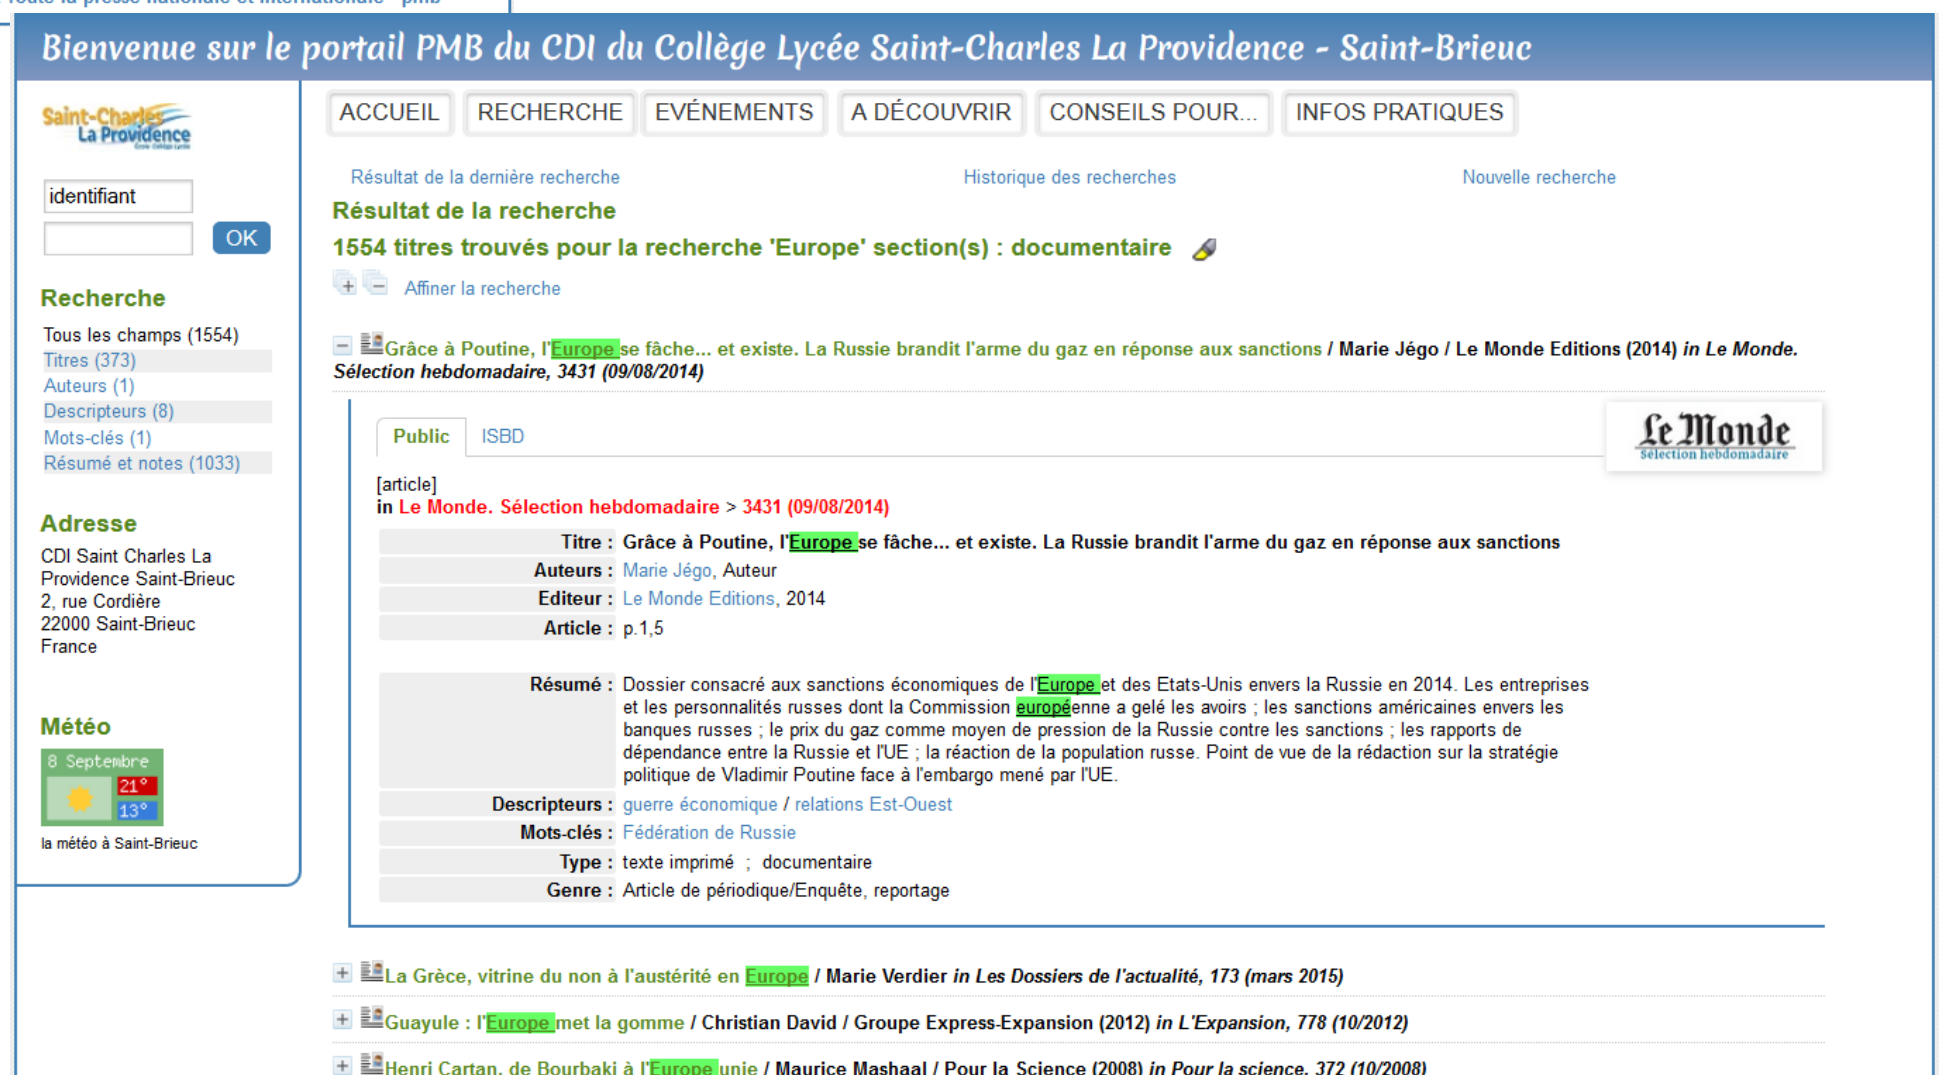 Toute la presse nationale et internationale - pmb
Bienvenue sur le portail PMB du CDI du Collège Lycée Saint-Charles La Providence - Saint-Brieuc
Saint-Charles
La Providence
ACCUEIL RECHERCHE EVÉNEMENTS A DÉCOUVRIR CONSEILS POUR... INFOS PRATIQUES
identifiant
OK
Recherche
Tous les champs (1554)
Titres (373)
Auteurs (1)
Descripteurs (8)
Mots-clés (1)
Résumé et notes (1033)
Adresse
CDI Saint Charles La
Providence Saint-Brieuc
2, rue Cordière
22000 Saint-Brieuc
France
Météo
8 Septembre
21°
13°
la météo à Saint-Brieuc
Résultat de la dernière recherche Historique des recherches Nouvelle recherche
Résultat de la recherche
1554 titres trouvés pour la recherche 'Europe' section(s) : documentaire
Affiner la recherche
Grâce à Poutine, l'Europe se fâche... et existe. La Russie brandit l'arme du gaz en réponse aux sanctions / Marie Jégo / Le Monde Editions (2014) in Le Monde.
Sélection hebdomadaire, 3431 (09/08/2014)
Public ISBD
Le Monde
Sélection hebdomadaire
[article]
in Le Monde. Sélection hebdomadaire > 3431 (09/08/2014)
Titre : Grâce à Poutine, l'Europe se fâche... et existe. La Russie brandit l'arme du gaz en réponse aux sanctions
Auteurs : Marie Jégo, Auteur
Editeur : Le Monde Editions, 2014
Article : p.1,5
Résumé : Dossier consacré aux sanctions économiques de l'Europe et des Etats-Unis envers la Russie en 2014. Les entreprises
et les personnalités russes dont la Commission européenne a gelé les avoirs ; les sanctions américaines envers les
banques russes ; le prix du gaz comme moyen de pression de la Russie contre les sanctions ; les rapports de
dépendance entre la Russie et l'UE ; la réaction de la population russe. Point de vue de la rédaction sur la stratégie
politique de Vladimir Poutine face à l'embargo mené par l'UE.
Descripteurs : guerre économique / relations Est-Ouest
Mots-clés : Fédération de Russie
Type : texte imprimé ; documentaire
Genre : Article de périodique/Enquête, reportage
La Grèce, vitrine du non à l'austérité en Europe / Marie Verdier in Les Dossiers de l'actualité, 173 (mars 2015)
Guayule : l'Europe met la gomme / Christian David / Groupe Express-Expansion (2012) in L'Expansion, 778 (10/2012)
Henri Cartan, de Bourbaki à l'Europe unie / Maurice Mashaal / Pour la Science (2008) in Pour la science, 372 (10/2008)